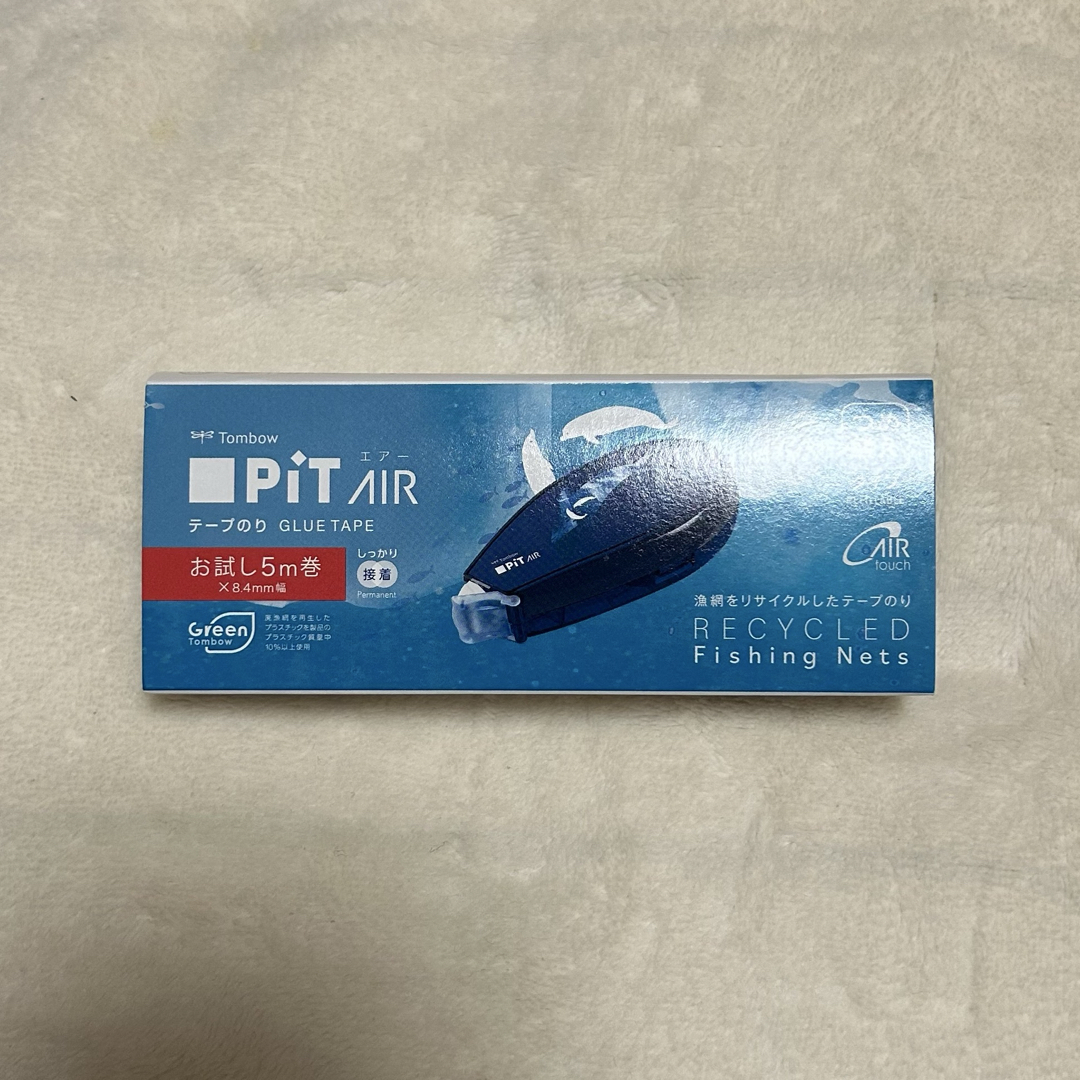 Tombow
エアー
PiT AIR
テープのり GLUE TAPE
お試し5m巻
×8.4mm幅
しっかり
接着
Permanent
Green
Tombow
廃漁網を再生した
プラスチックを製品の
プラスチック質量中
10%以上使用
Tombow
PiT AIR
AIR
touch
漁網をリサイクルしたテープのり
RECYCLED
Fishing Nets